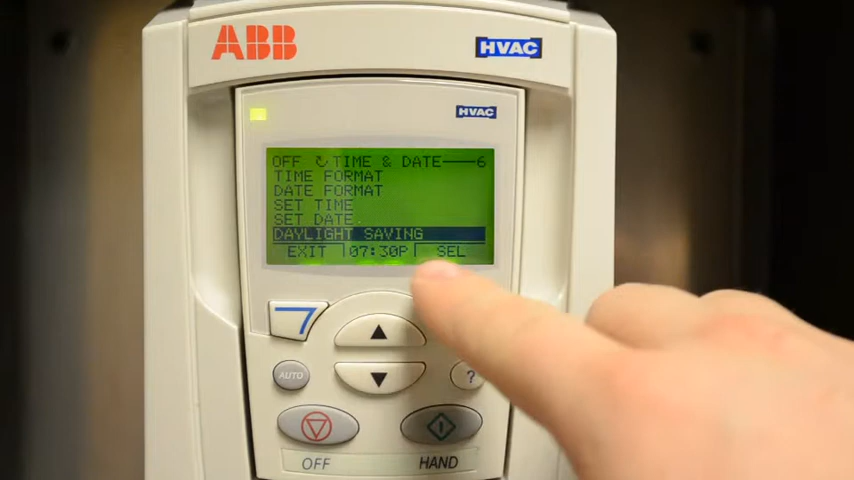 ABB
HVAC
HVAC
OFF ↻ TIME & DATE——6
TIME FORMAT
DATE FORMAT
SET TIME
SET DATE
DAYLIGHT SAVING
EXIT | 07:30P | SEL
AUTO
?
OFF
HAND